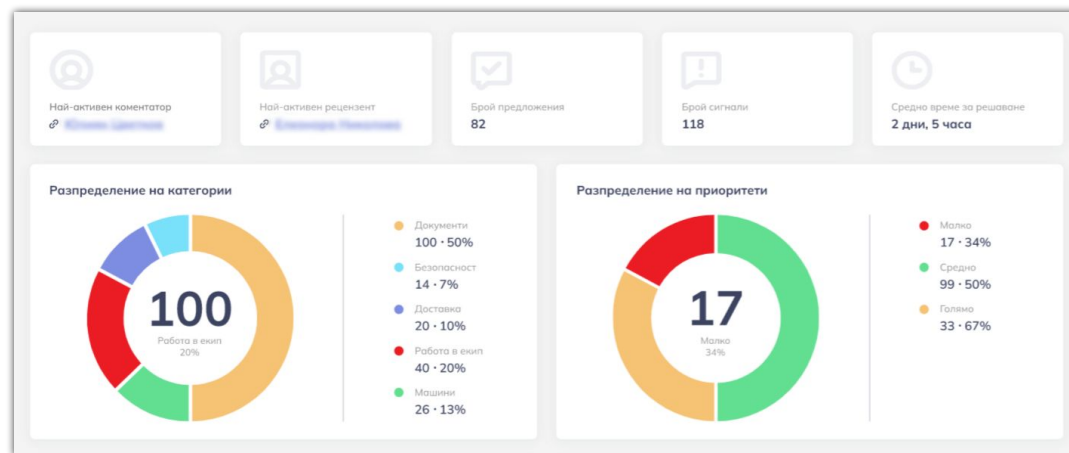 Най-активен коментатор
Най-активен рецензент
Брой предложения
82
Брой сигнали
118
Средно време за решаване
2 дни, 5 часа
Разпределение на категории
100
Работа в екип
20%
Документи
100 · 50%
Безопасност
14 · 7%
Доставка
20 · 10%
Работа в екип
40 · 20%
Машини
26 · 13%
Разпределение на приоритети
17
Малко
34%
Малко
17 · 34%
Средно
99 · 50%
Голямо
33 · 67%